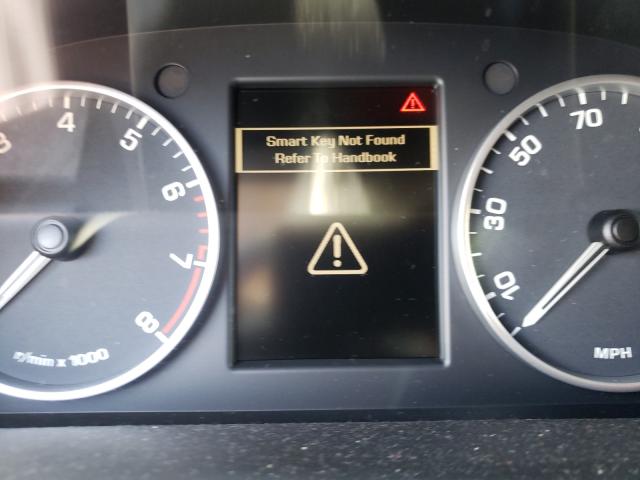 Smart Key Not Found
Refer To Handbook
3
4
5
6
7
8
r/min x 1000
10
30
50
70
MPH